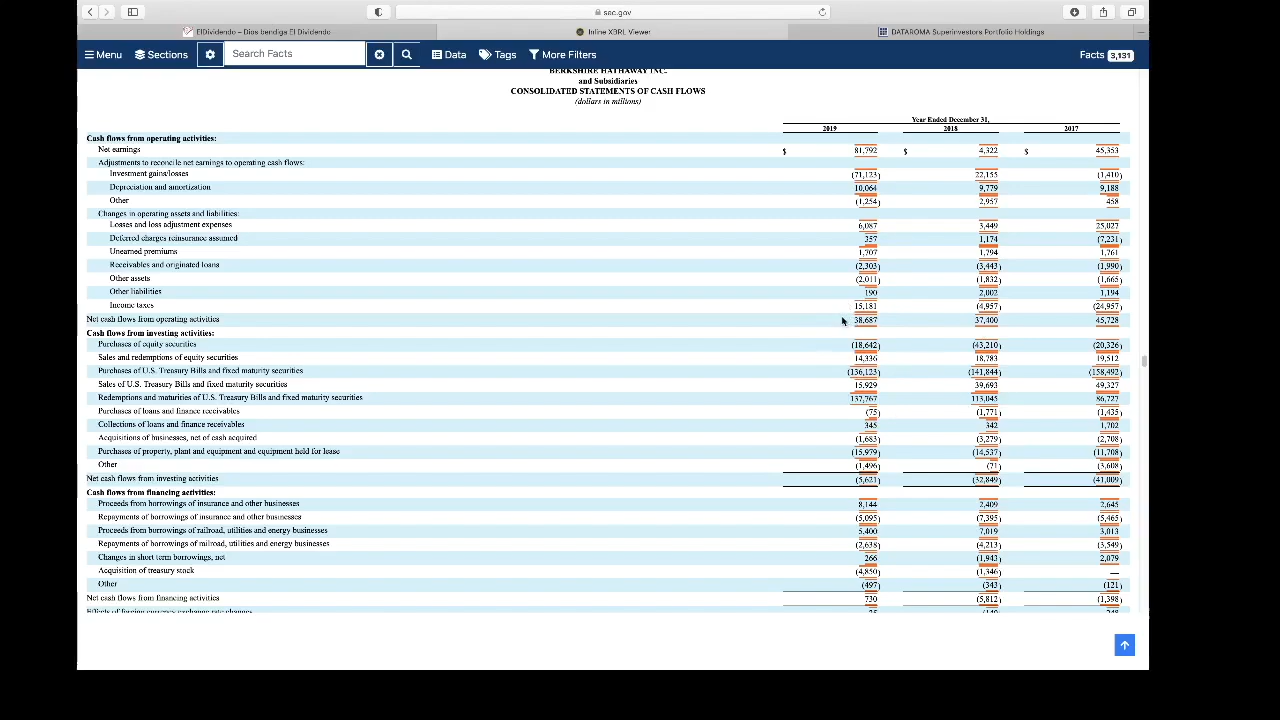 sec.gov
ElDividendo – Dios bendiga El Dividendo
Inline XBRL Viewer
DATAROMA Superinvestors Portfolio Holdings
Menu Sections Search Facts Data Tags More Filters Facts 3,131
BERKSHIRE HATHAWAY INC.
and Subsidiaries
CONSOLIDATED STATEMENTS OF CASH FLOWS
(dollars in millions)
Year Ended December 31,
2019 2018 2017
Cash flows from operating activities:
Net earnings $ 81,792 $ 4,322 $ 45,353
Adjustments to reconcile net earnings to operating cash flows:
Investment gains/losses (71,123) 22,155 (1,410)
Depreciation and amortization 10,064 9,779 9,188
Other (1,254) 2,957 458
Changes in operating assets and liabilities:
Losses and loss adjustment expenses 6,087 3,449 25,027
Deferred charges reinsurance assumed 357 1,174 (7,231)
Unearned premiums 1,707 1,794 1,761
Receivables and originated loans (2,303) (3,443) (1,990)
Other assets (2,011) (1,832) (1,665)
Other liabilities 190 2,002 1,194
Income taxes 15,181 (4,957) (24,957)
Net cash flows from operating activities 38,687 37,400 45,728
Cash flows from investing activities:
Purchases of equity securities (18,642) (43,210) (20,326)
Sales and redemptions of equity securities 14,336 18,783 19,512
Purchases of U.S. Treasury Bills and fixed maturity securities (136,123) (141,844) (158,492)
Sales of U.S. Treasury Bills and fixed maturity securities 15,929 39,693 49,327
Redemptions and maturities of U.S. Treasury Bills and fixed maturity securities 137,767 113,045 86,727
Purchases of loans and finance receivables (75) (1,771) (1,435)
Collections of loans and finance receivables 345 342 1,702
Acquisitions of businesses, net of cash acquired (1,683) (3,279) (2,708)
Purchases of property, plant and equipment and equipment held for lease (15,979) (14,537) (11,708)
Other (1,496) (71) (3,608)
Net cash flows from investing activities (5,621) (32,849) (41,009)
Cash flows from financing activities:
Proceeds from borrowings of insurance and other businesses 8,144 2,409 2,645
Repayments of borrowings of insurance and other businesses (5,095) (7,395) (5,465)
Proceeds from borrowings of railroad, utilities and energy businesses 5,400 7,019 3,013
Repayments of borrowings of railroad, utilities and energy businesses (2,638) (4,213) (3,549)
Changes in short term borrowings, net 266 (1,943) 2,079
Acquisition of treasury stock (4,850) (1,346) —
Other (497) (343) (121)
Net cash flows from financing activities 730 (5,812) (1,398)
Effects of foreign currency exchange rate changes 25 (140) 248